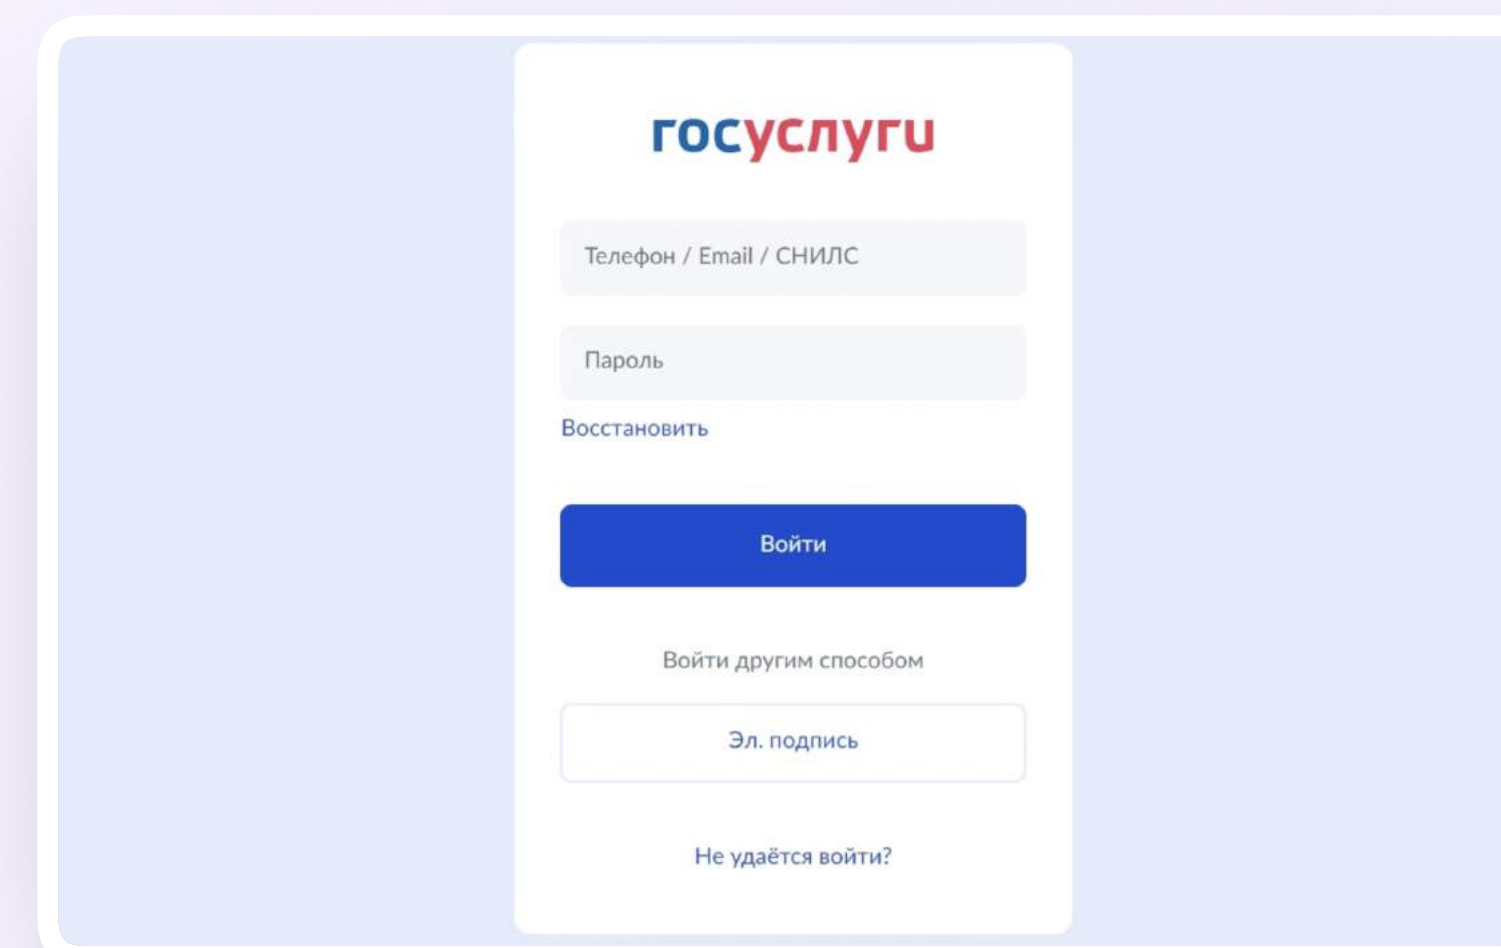 госуслуги
Телефон / Email / СНИЛС
Пароль
Восстановить
Войти
Войти другим способом
Эл. подпись
Не удаётся войти?